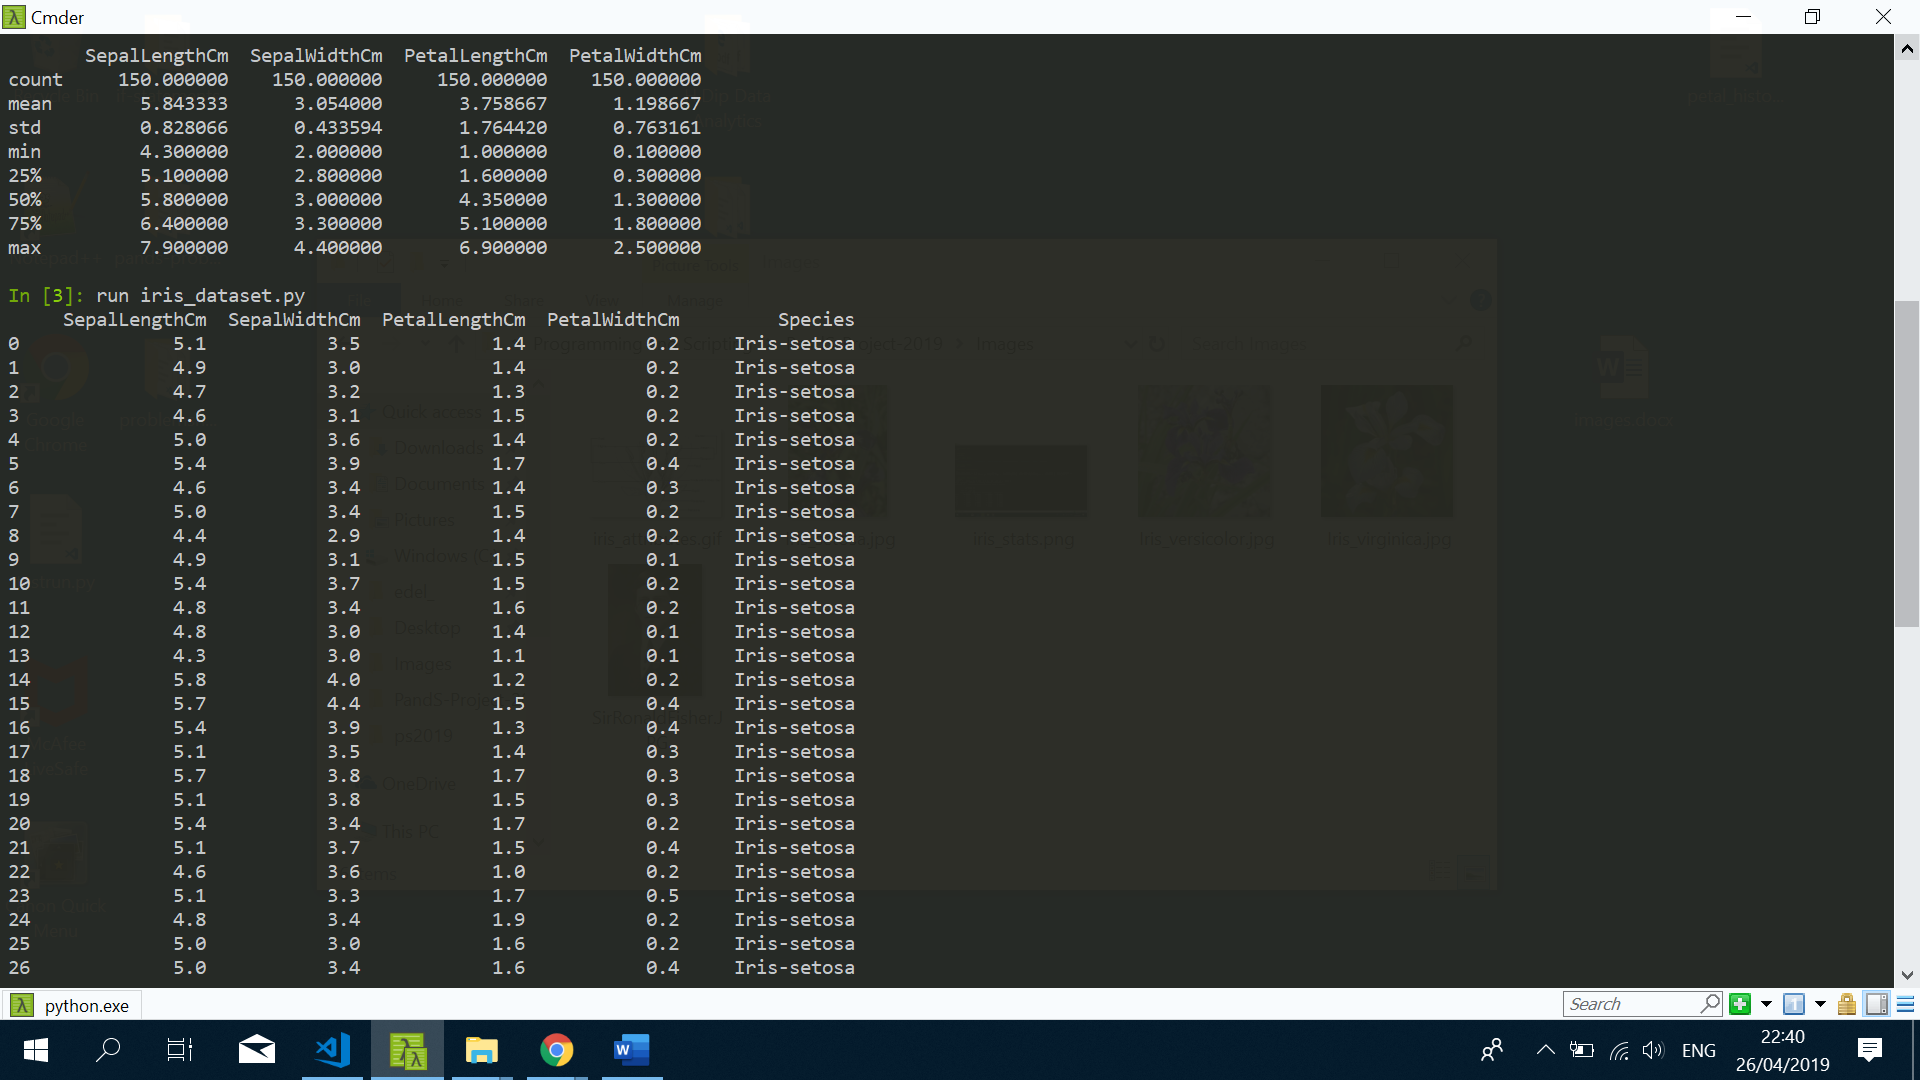 Cmder
SepalLengthCm SepalWidthCm PetalLengthCm PetalWidthCm
count 150.000000 150.000000 150.000000 150.000000
mean 5.843333 3.054000 3.758667 1.198667
std 0.828066 0.433594 1.764420 0.763161
min 4.300000 2.000000 1.000000 0.100000
25% 5.100000 2.800000 1.600000 0.300000
50% 5.800000 3.000000 4.350000 1.300000
75% 6.400000 3.300000 5.100000 1.800000
max 7.900000 4.400000 6.900000 2.500000
In [3]: run iris_dataset.py
SepalLengthCm SepalWidthCm PetalLengthCm PetalWidthCm Species
0 5.1 3.5 1.4 0.2 Iris-setosa
1 4.9 3.0 1.4 0.2 Iris-setosa
2 4.7 3.2 1.3 0.2 Iris-setosa
3 4.6 3.1 1.5 0.2 Iris-setosa
4 5.0 3.6 1.4 0.2 Iris-setosa
5 5.4 3.9 1.7 0.4 Iris-setosa
6 4.6 3.4 1.4 0.3 Iris-setosa
7 5.0 3.4 1.5 0.2 Iris-setosa
8 4.4 2.9 1.4 0.2 Iris-setosa
9 4.9 3.1 1.5 0.1 Iris-setosa
10 5.4 3.7 1.5 0.2 Iris-setosa
11 4.8 3.4 1.6 0.2 Iris-setosa
12 4.8 3.0 1.4 0.1 Iris-setosa
13 4.3 3.0 1.1 0.1 Iris-setosa
14 5.8 4.0 1.2 0.2 Iris-setosa
15 5.7 4.4 1.5 0.4 Iris-setosa
16 5.4 3.9 1.3 0.4 Iris-setosa
17 5.1 3.5 1.4 0.3 Iris-setosa
18 5.7 3.8 1.7 0.3 Iris-setosa
19 5.1 3.8 1.5 0.3 Iris-setosa
20 5.4 3.4 1.7 0.2 Iris-setosa
21 5.1 3.7 1.5 0.4 Iris-setosa
22 4.6 3.6 1.0 0.2 Iris-setosa
23 5.1 3.3 1.7 0.5 Iris-setosa
24 4.8 3.4 1.9 0.2 Iris-setosa
25 5.0 3.0 1.6 0.2 Iris-setosa
26 5.0 3.4 1.6 0.4 Iris-setosa
Quick access
Downloads
Documents
Pictures
Desktop
Images
ps2019
OneDrive
This PC
iris_stats.png
Iris_versicolor.jpg
Iris_virginica.jpg
images.docx
python.exe
Search
ENG
22:40
26/04/2019